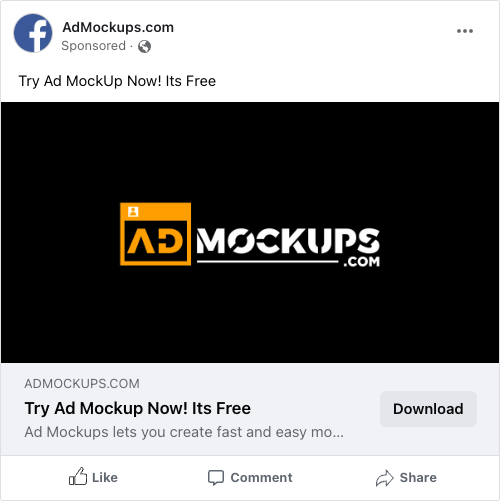 AdMockups.com
Sponsored ·
Try Ad MockUp Now! Its Free
AD MOCKUPS
.COM
ADMOCKUPS.COM
Try Ad Mockup Now! Its Free
Download
Ad Mockups lets you create fast and easy mo...
Like
Comment
Share